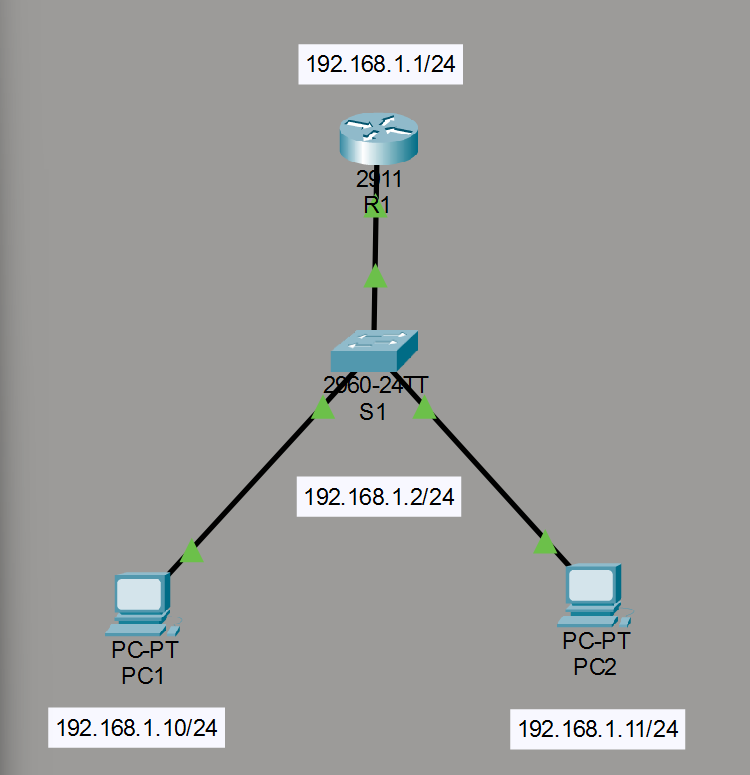 192.168.1.1/24
2911
R1
2960-24TT
S1
192.168.1.2/24
PC-PT
PC1
PC-PT
PC2
192.168.1.10/24
192.168.1.11/24